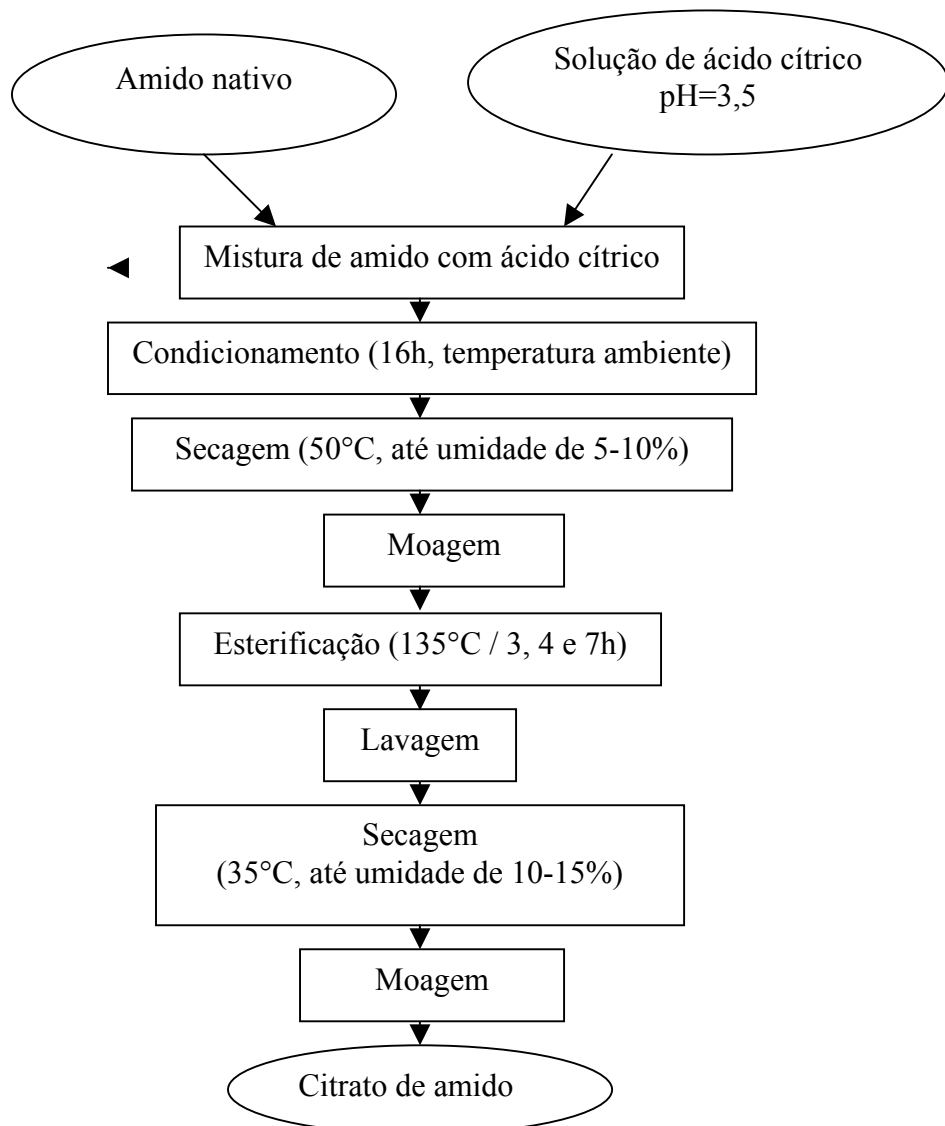 Amido nativo
Solução de ácido cítrico
pH=3,5
Mistura de amido com ácido cítrico
Condicionamento (16h, temperatura ambiente)
Secagem (50°C, até umidade de 5-10%)
Moagem
Esterificação (135°C / 3, 4 e 7h)
Lavagem
Secagem
(35°C, até umidade de 10-15%)
Moagem
Citrato de amido